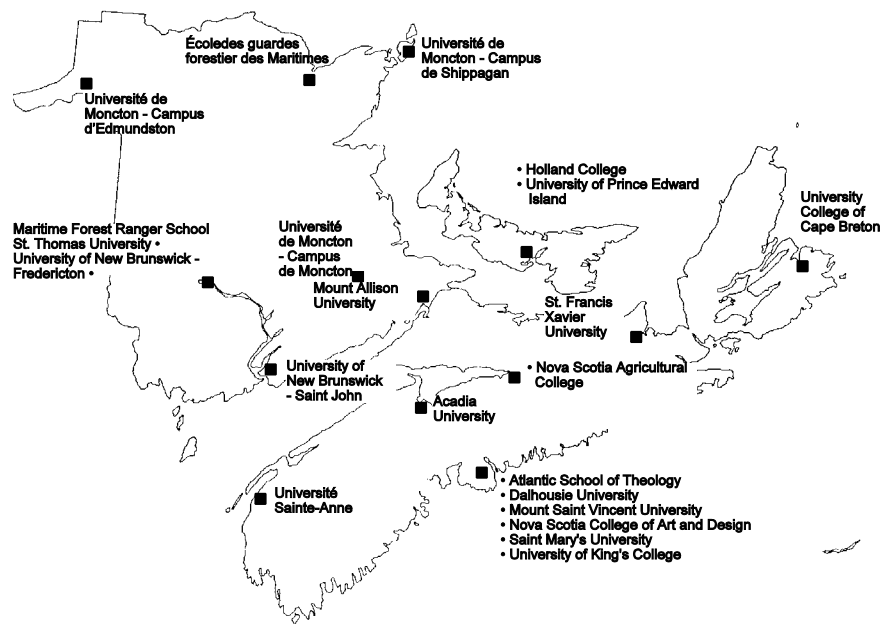 Écoledes guardes
forestier des Maritimes
Université de
Moncton - Campus
de Shippagan
Université de
Moncton - Campus
d'Edmundston
• Holland College
• University of Prince Edward
Island
University
College of
Cape Breton
Maritime Forest Ranger School
St. Thomas University •
University of New Brunswick -
Fredericton •
Université
de Moncton
- Campus
de Moncton
Mount Allison
University
St. Francis
Xavier
University
University of
New Brunswick
- Saint John
• Nova Scotia Agricultural
College
Acadia
University
Université
Sainte-Anne
• Atlantic School of Theology
• Dalhousie University
• Mount Saint Vincent University
• Nova Scotia College of Art and Design
• Saint Mary's University
• University of King's College